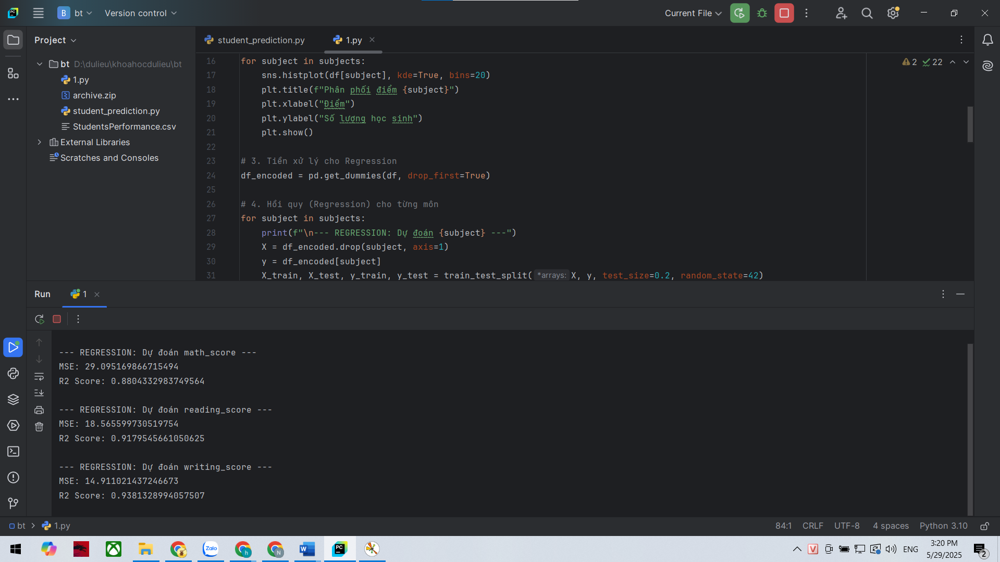 B bt Version control Current File
Project
student_prediction.py 1.py
bt D:\dulieu\khoahocdulieu\bt
1.py
archive.zip
student_prediction.py
StudentsPerformance.csv
External Libraries
Scratches and Consoles
2 22
16 for subject in subjects:
17 sns.histplot(df[subject], kde=True, bins=20)
18 plt.title(f"Phân phối điểm {subject}")
19 plt.xlabel("Điểm")
20 plt.ylabel("Số lượng học sinh")
21 plt.show()
22
23 # 3. Tiền xử lý cho Regression
24 df_encoded = pd.get_dummies(df, drop_first=True)
25
26 # 4. Hồi quy (Regression) cho từng môn
27 for subject in subjects:
28 print(f"\n--- REGRESSION: Dự đoán {subject} ---")
29 X = df_encoded.drop(subject, axis=1)
30 y = df_encoded[subject]
31 X_train, X_test, y_train, y_test = train_test_split( *arrays: X, y, test_size=0.2, random_state=42)
Run 1
--- REGRESSION: Dự đoán math_score ---
MSE: 29.095169866715494
R2 Score: 0.8804332983749564
--- REGRESSION: Dự đoán reading_score ---
MSE: 18.565599730519754
R2 Score: 0.9179545661050625
--- REGRESSION: Dự đoán writing_score ---
MSE: 14.911021437246673
R2 Score: 0.9381328994057507
bt 1.py 84:1 CRLF UTF-8 4 spaces Python 3.10
Zalo h N W PC V ENG 3:20 PM
5/29/2025 2